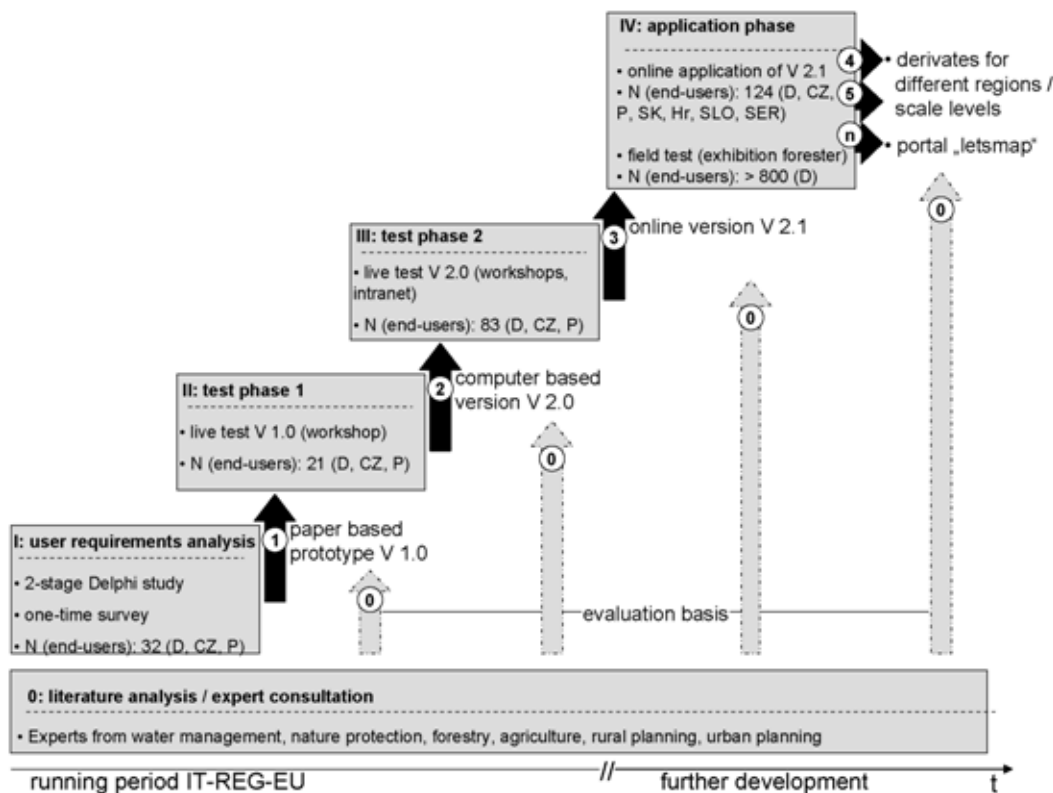 IV: application phase
• online application of V 2.1
• N (end-users): 124 (D, CZ,
P, SK, Hr, SLO, SER)
• field test (exhibition forester)
• N (end-users): > 800 (D)
4
5
n
• derivates for
different regions /
scale levels
• portal „letsmap“
III: test phase 2
• live test V 2.0 (workshops,
intranet)
• N (end-users): 83 (D, CZ, P)
3
online version V 2.1
0
II: test phase 1
• live test V 1.0 (workshop)
• N (end-users): 21 (D, CZ, P)
2
computer based
version V 2.0
0
I: user requirements analysis
• 2-stage Delphi study
• one-time survey
• N (end-users): 32 (D, CZ, P)
1
paper based
prototype V 1.0
0
0
evaluation basis
0: literature analysis / expert consultation
• Experts from water management, nature protection, forestry, agriculture, rural planning, urban planning
running period IT-REG-EU
//
further development
t